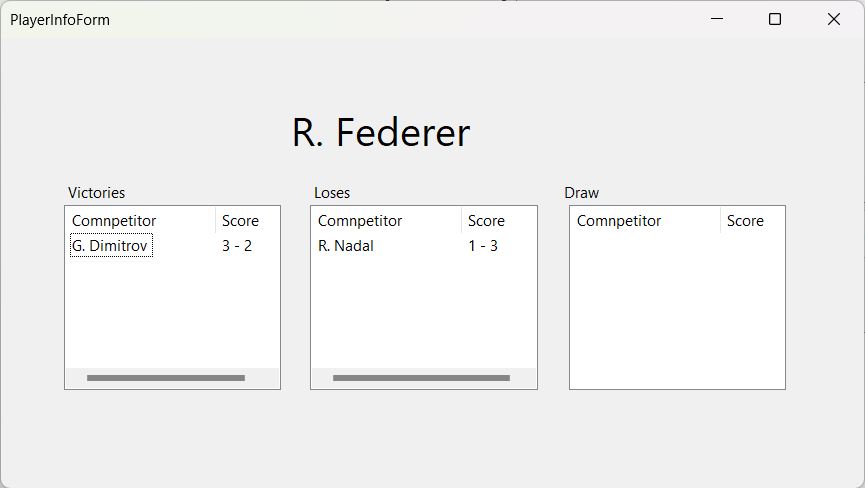 PlayerInfoForm
R. Federer
Victories
Comnpetitor Score
G. Dimitrov 3 - 2
Loses
Comnpetitor Score
R. Nadal 1 - 3
Draw
Comnpetitor Score